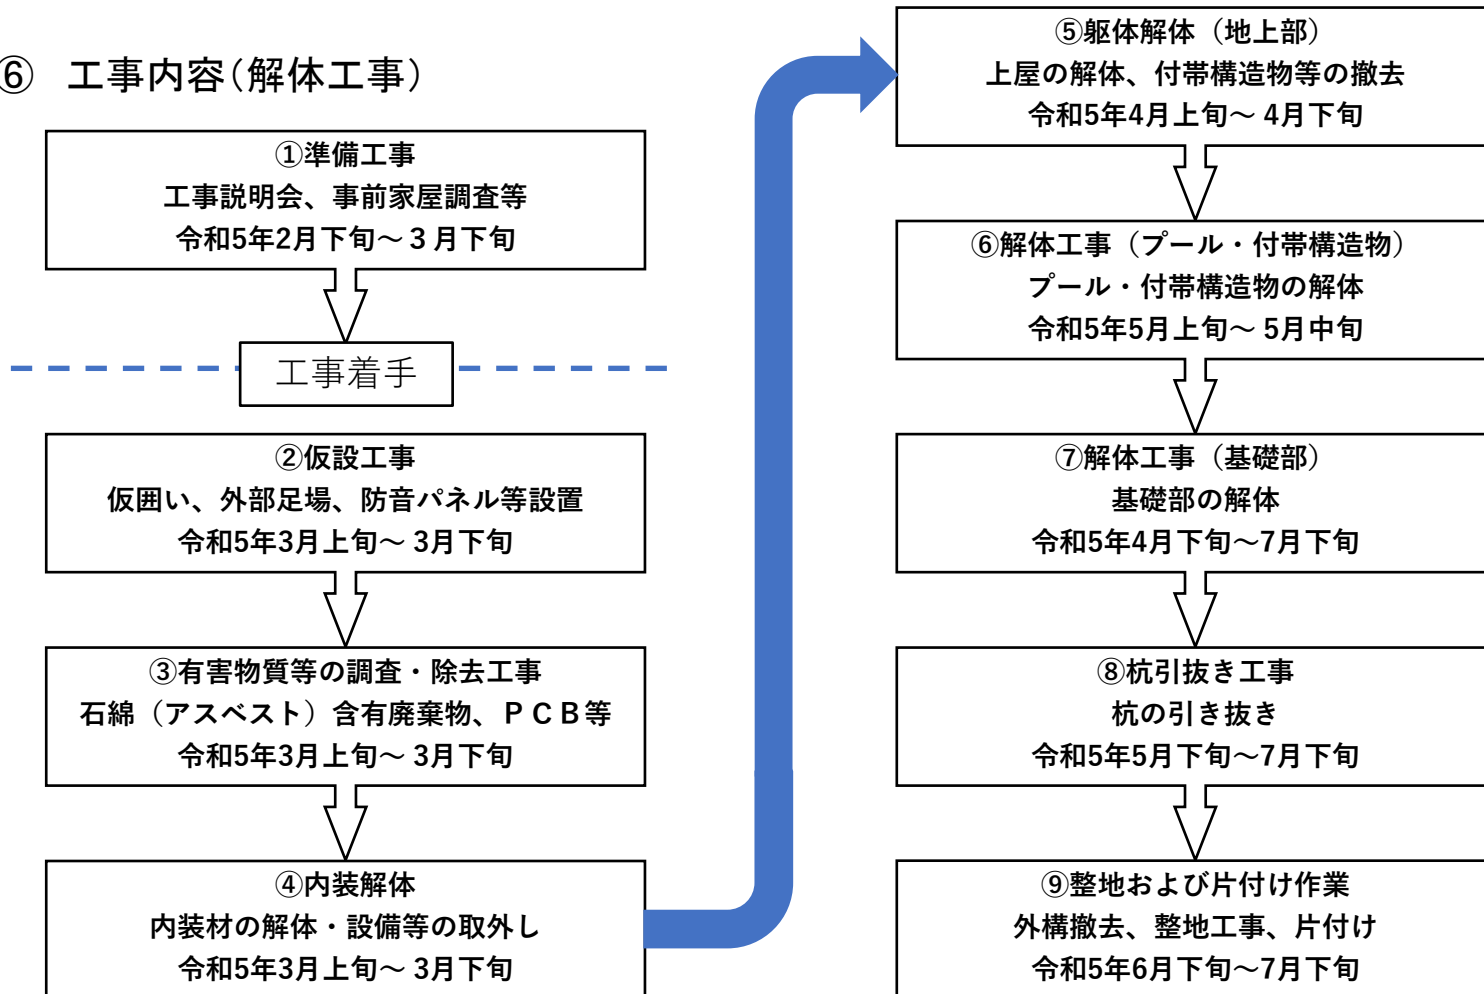 ⑥　工事内容（解体工事）
①準備工事
工事説明会、事前家屋調査等
令和5年2月下旬～３月下旬
工事着手
②仮設工事
仮囲い、外部足場、防音パネル等設置
令和5年3月上旬～ 3月下旬
③有害物質等の調査・除去工事
石綿（アスベスト）含有廃棄物、ＰＣＢ等
令和5年3月上旬～ 3月下旬
④内装解体
内装材の解体・設備等の取外し
令和5年3月上旬～ 3月下旬
⑤躯体解体（地上部）
上屋の解体、付帯構造物等の撤去
令和5年4月上旬～ 4月下旬
⑥解体工事（プール・付帯構造物）
プール・付帯構造物の解体
令和5年5月上旬～ 5月中旬
⑦解体工事（基礎部）
基礎部の解体
令和5年4月下旬～7月下旬
⑧杭引抜き工事
杭の引き抜き
令和5年5月下旬～7月下旬
⑨整地および片付け作業
外構撤去、整地工事、片付け
令和5年6月下旬～7月下旬